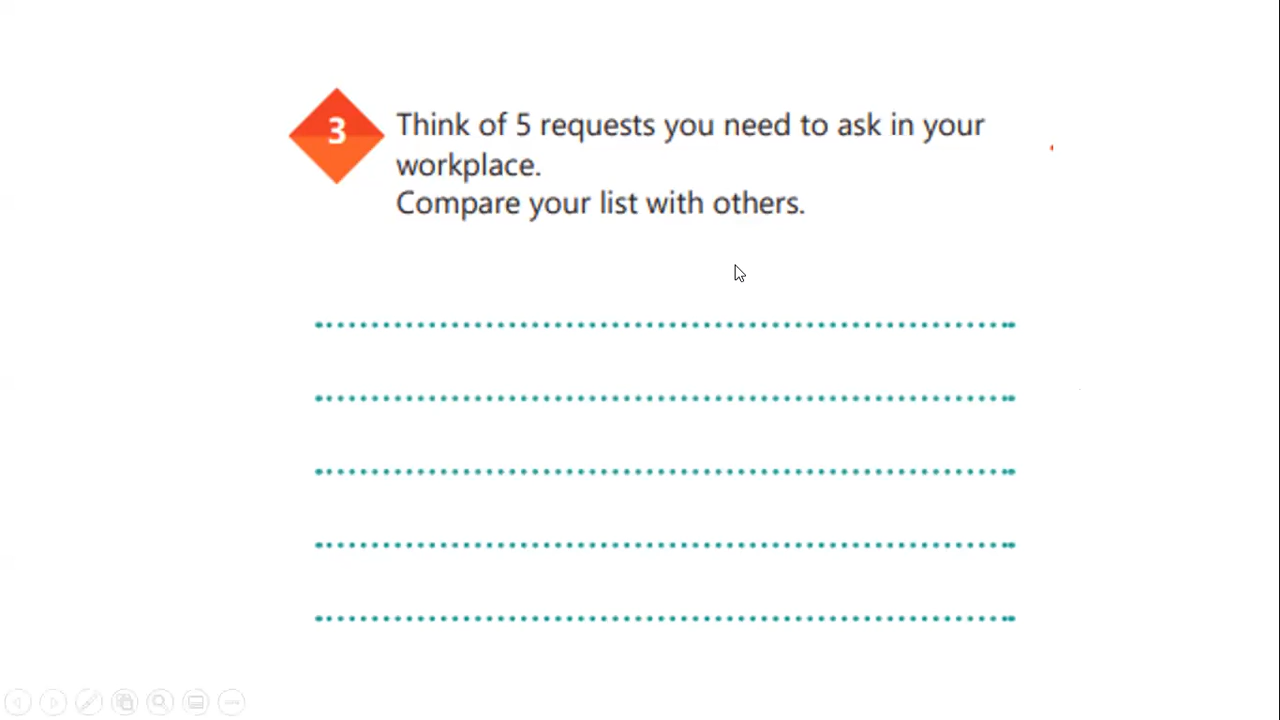 3
Think of 5 requests you need to ask in your
workplace.
Compare your list with others.